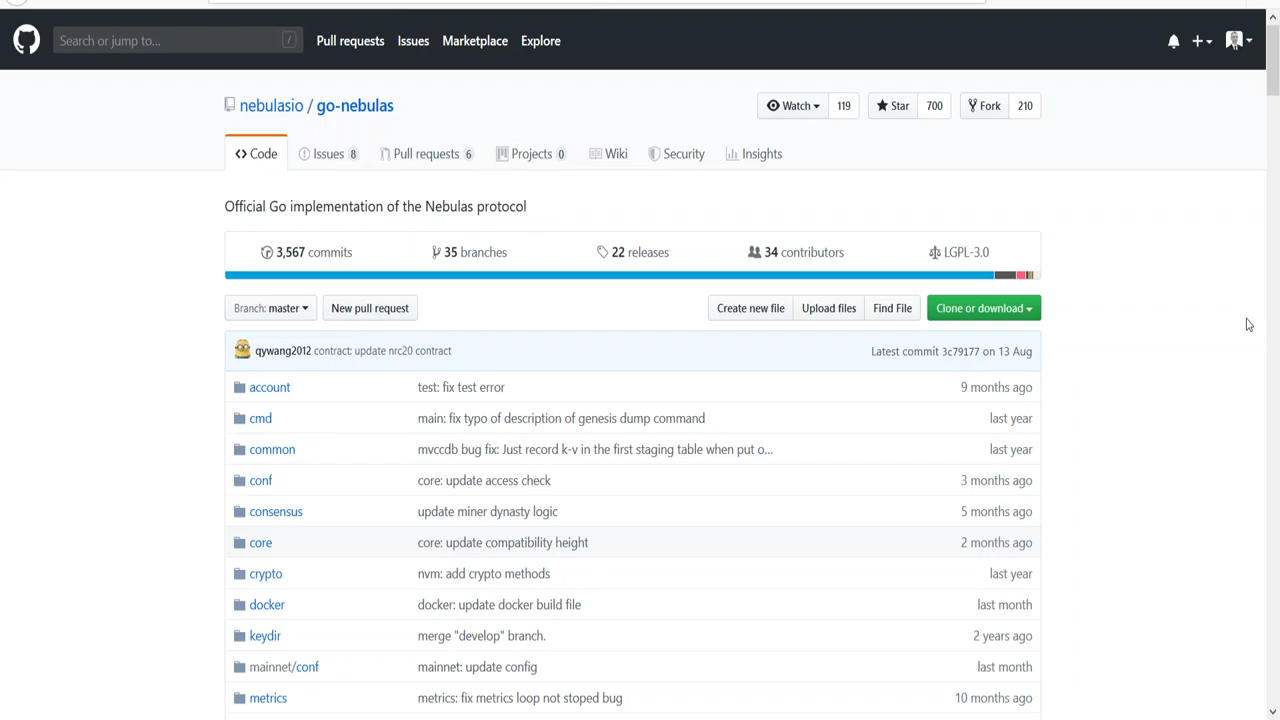 Search or jump to... / Pull requests Issues Marketplace Explore
nebulasio / go-nebulas Watch 119 Star 700 Fork 210
Code Issues 8 Pull requests 6 Projects 0 Wiki Security Insights
Official Go implementation of the Nebulas protocol
3,567 commits 35 branches 22 releases 34 contributors LGPL-3.0
Branch: master New pull request Create new file Upload files Find File Clone or download
qywang2012 contract: update nrc20 contract Latest commit 3c79177 on 13 Aug
account test: fix test error 9 months ago
cmd main: fix typo of description of genesis dump command last year
common mvccdb bug fix: Just record k-v in the first staging table when put o... last year
conf core: update access check 3 months ago
consensus update miner dynasty logic 5 months ago
core core: update compatibility height 2 months ago
crypto nvm: add crypto methods last year
docker docker: update docker build file last month
keydir merge "develop" branch. 2 years ago
mainnet/conf mainnet: update config last month
metrics metrics: fix metrics loop not stoped bug 10 months ago